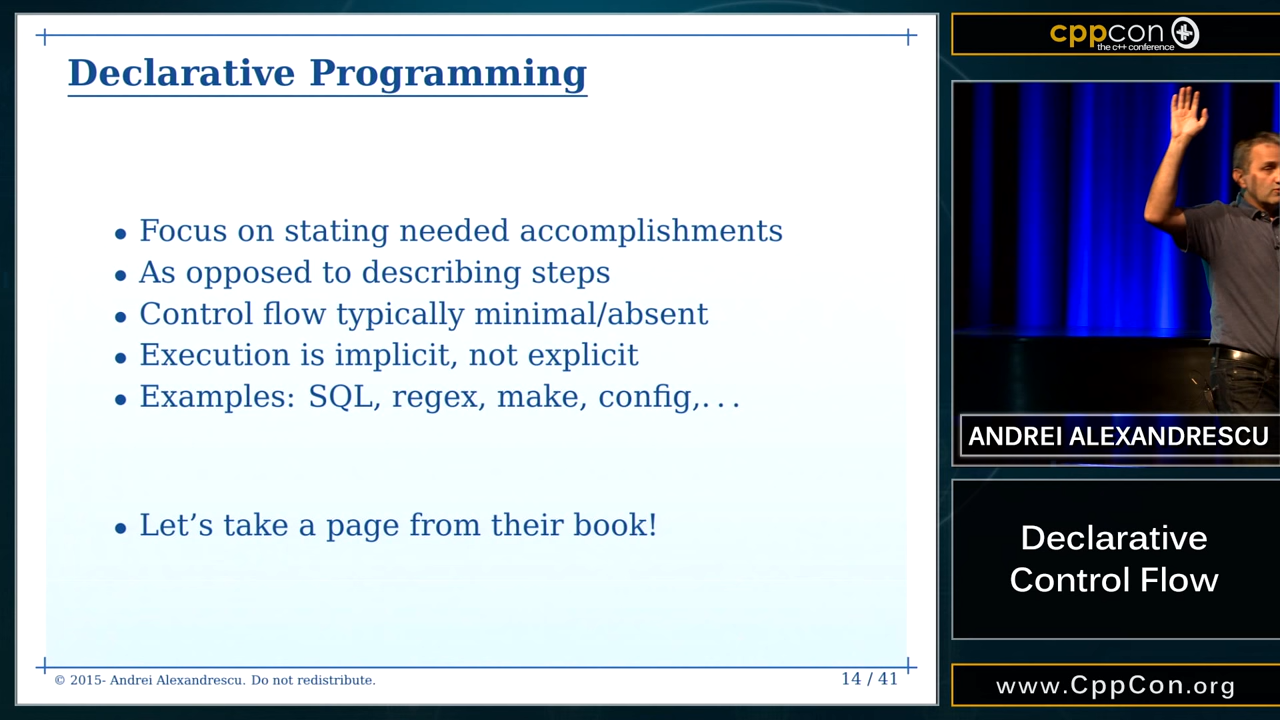 Declarative Programming
• Focus on stating needed accomplishments
• As opposed to describing steps
• Control flow typically minimal/absent
• Execution is implicit, not explicit
• Examples: SQL, regex, make, config,...
• Let’s take a page from their book!
© 2015- Andrei Alexandrescu. Do not redistribute.
14 / 41
cppcon
the c++ conference
ANDREI ALEXANDRESCU
Declarative
Control Flow
www.CppCon.org